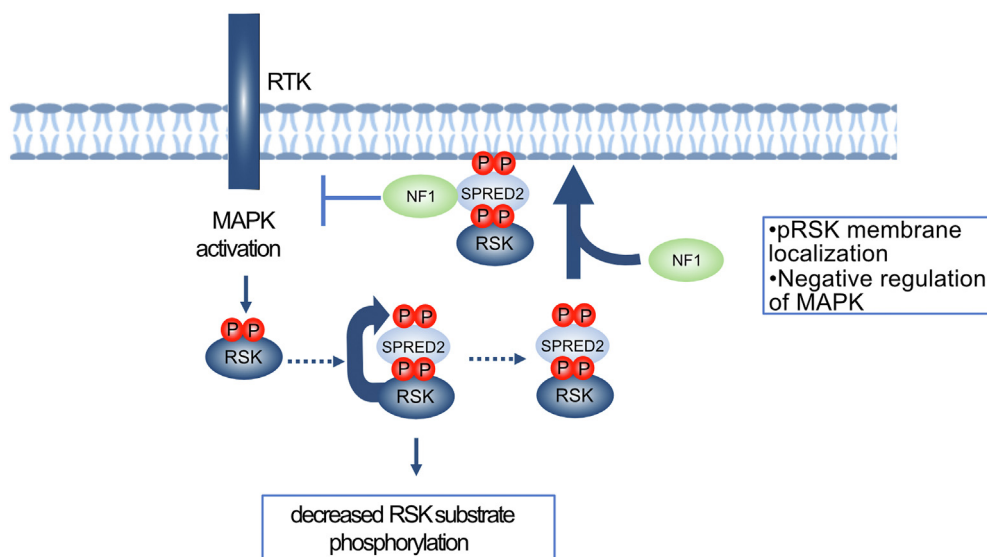 RTK
P P
NF1
SPRED2
P P
RSK
MAPK
activation
NF1
•pRSK membrane
localization
•Negative regulation
of MAPK
P P
RSK
P P
SPRED2
P P
RSK
P P
SPRED2
P P
RSK
decreased RSK substrate
phosphorylation